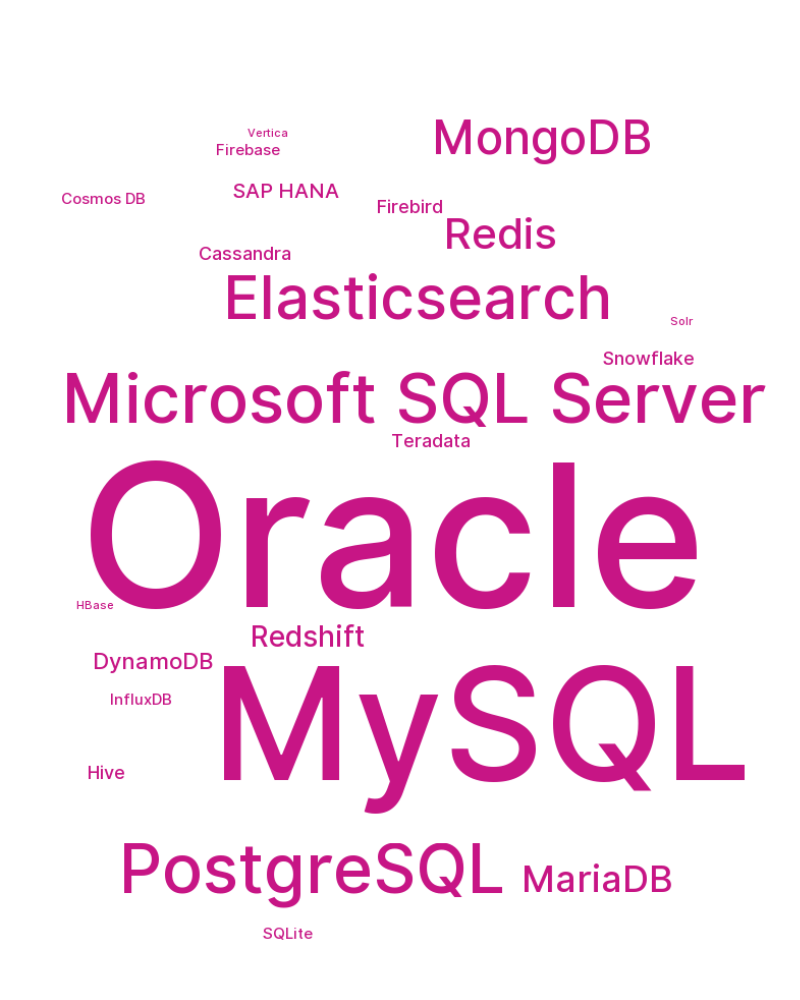 MongoDB
Vertica
Firebase
SAP HANA
Cosmos DB
Firebird
Redis
Cassandra
Elasticsearch
Solr
Snowflake
Microsoft SQL Server
Teradata
Oracle
HBase
Redshift
DynamoDB
InfluxDB
MySQL
Hive
PostgreSQL
MariaDB
SQLite